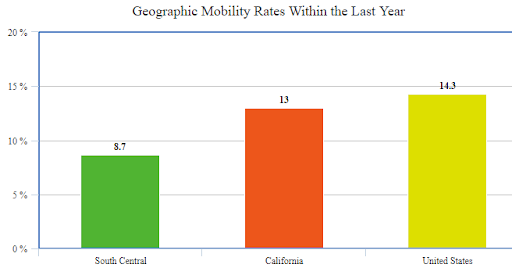 Geographic Mobility Rates Within the Last Year
20 %
15 %
10 %
5 %
0 %
8.7
13
14.3
South Central
California
United States